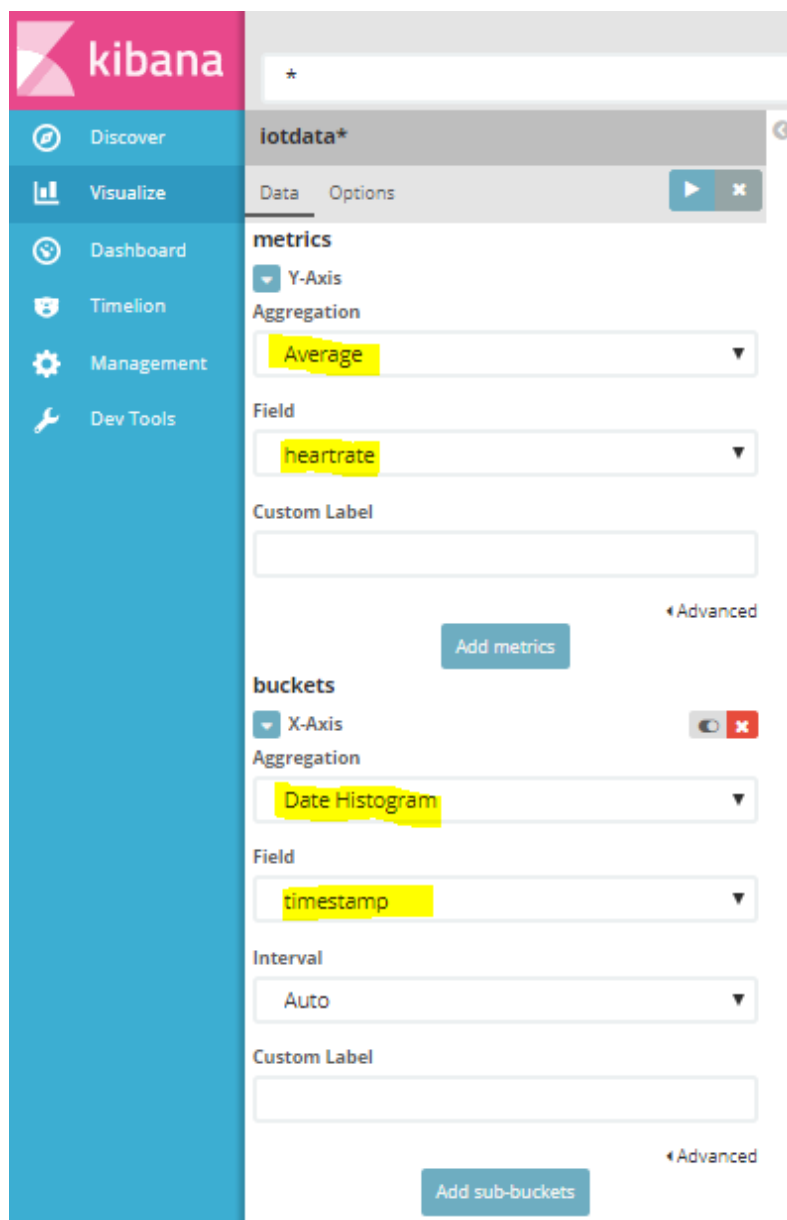 kibana
*
Discover
Visualize
Dashboard
Timelion
Management
Dev Tools
iotdata*
Data Options
metrics
Y-Axis
Aggregation
Average
Field
heartrate
Custom Label
Advanced
Add metrics
buckets
X-Axis
Aggregation
Date Histogram
Field
timestamp
Interval
Auto
Custom Label
Advanced
Add sub-buckets